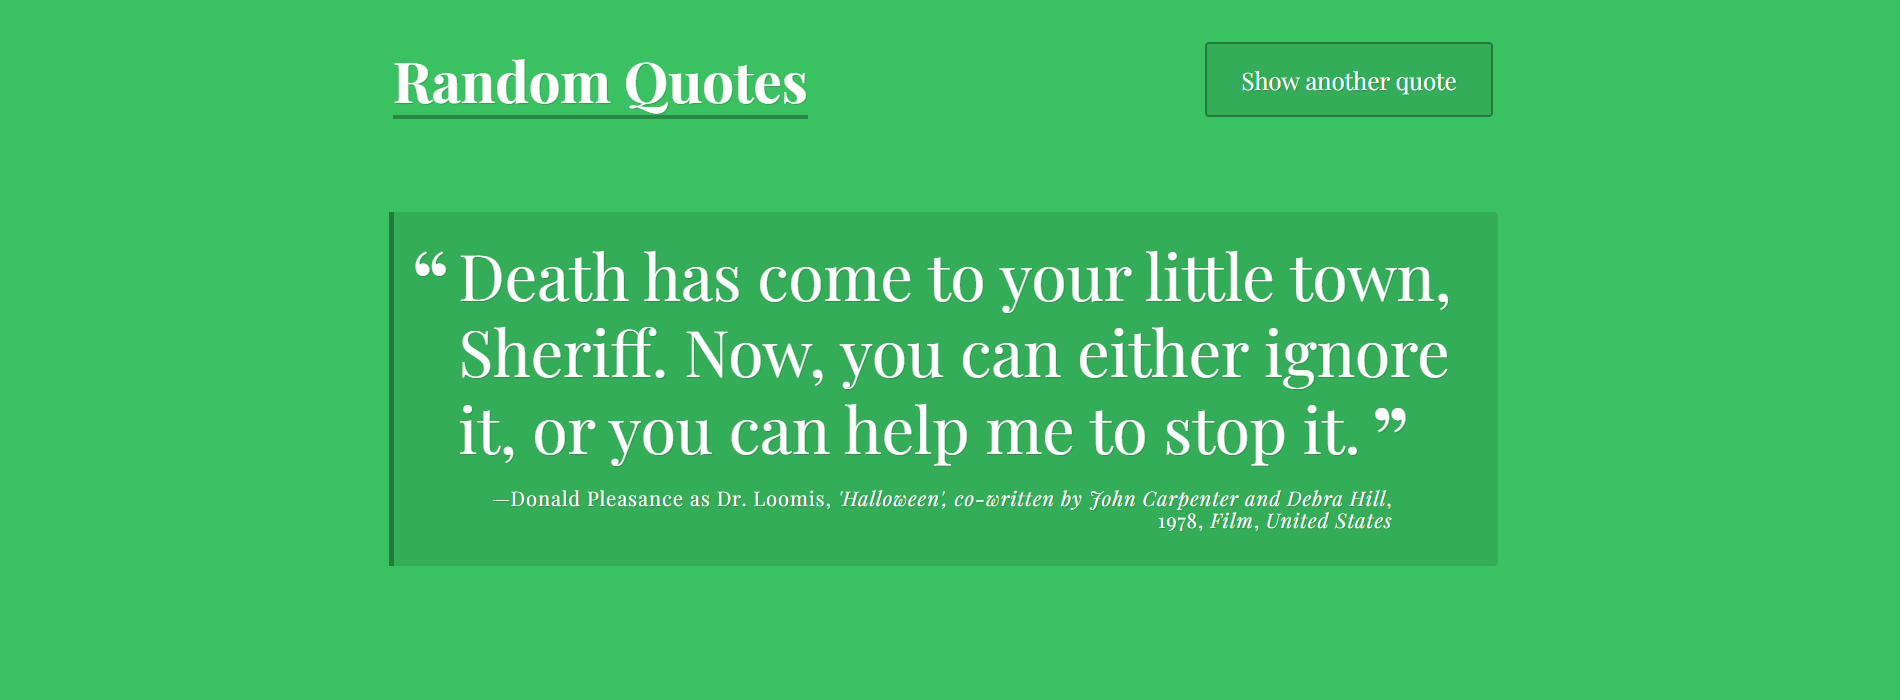 Random Quotes
Show another quote
“Death has come to your little town,
Sheriff. Now, you can either ignore
it, or you can help me to stop it.”
—Donald Pleasance as Dr. Loomis, 'Halloween', co-written by John Carpenter and Debra Hill,
1978, Film, United States